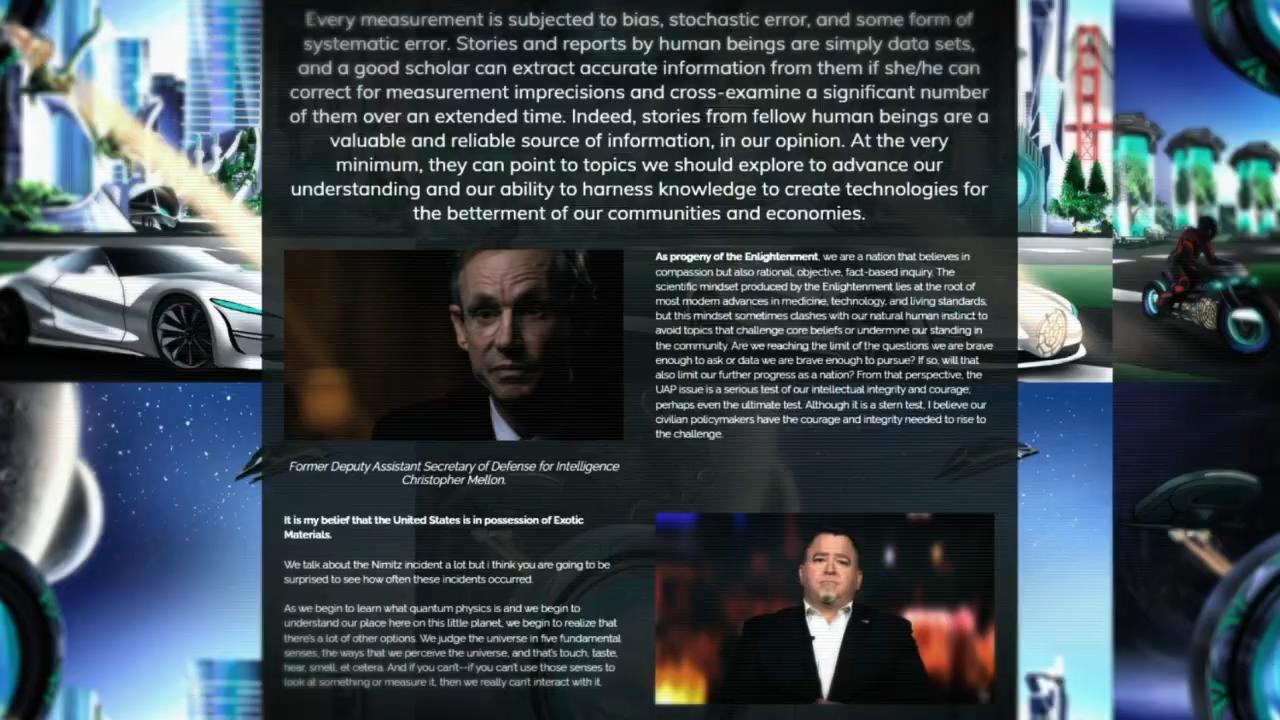 Every measurement is subjected to bias, stochastic error, and some form of
systematic error. Stories and reports by human beings are simply data sets,
and a good scholar can extract accurate information from them if she/he can
correct for measurement imprecisions and cross-examine a significant number
of them over an extended time. Indeed, stories from fellow human beings are a
valuable and reliable source of information, in our opinion. At the very
minimum, they can point to topics we should explore to advance our
understanding and our ability to harness knowledge to create technologies for
the betterment of our communities and economies.
As progeny of the Enlightenment, we are a nation that believes in
compassion but also rational, objective, fact-based inquiry. The
scientific mindset produced by the Enlightenment lies at the root of
most modern advances in medicine, technology, and living standards,
but this mindset sometimes clashes with our natural human instinct to
avoid topics that challenge core beliefs or undermine our standing in
the community. Are we reaching the limit of the questions we are brave
enough to ask or data we are brave enough to pursue? If so, will that
also limit our further progress as a nation? From that perspective, the
UAP issue is a serious test of our intellectual integrity and courage,
perhaps even the ultimate test. Although it is a stern test, I believe our
civilian policymakers have the courage and integrity needed to rise to
the challenge.
Former Deputy Assistant Secretary of Defense for Intelligence
Christopher Mellon.
It is my belief that the United States is in possession of Exotic
Materials.
We talk about the Nimitz incident a lot but i think you are going to be
surprised to see how often these incidents occurred.
As we begin to learn what quantum physics is and we begin to
understand our place here on this little planet, we begin to realize that
there's a lot of other options. We judge the universe in five fundamental
senses, the ways that we perceive the universe, and that's touch, taste,
hear, smell, et cetera. And if you can't--if you can't use those senses to
look at something or measure it, then we really can't interact with it.